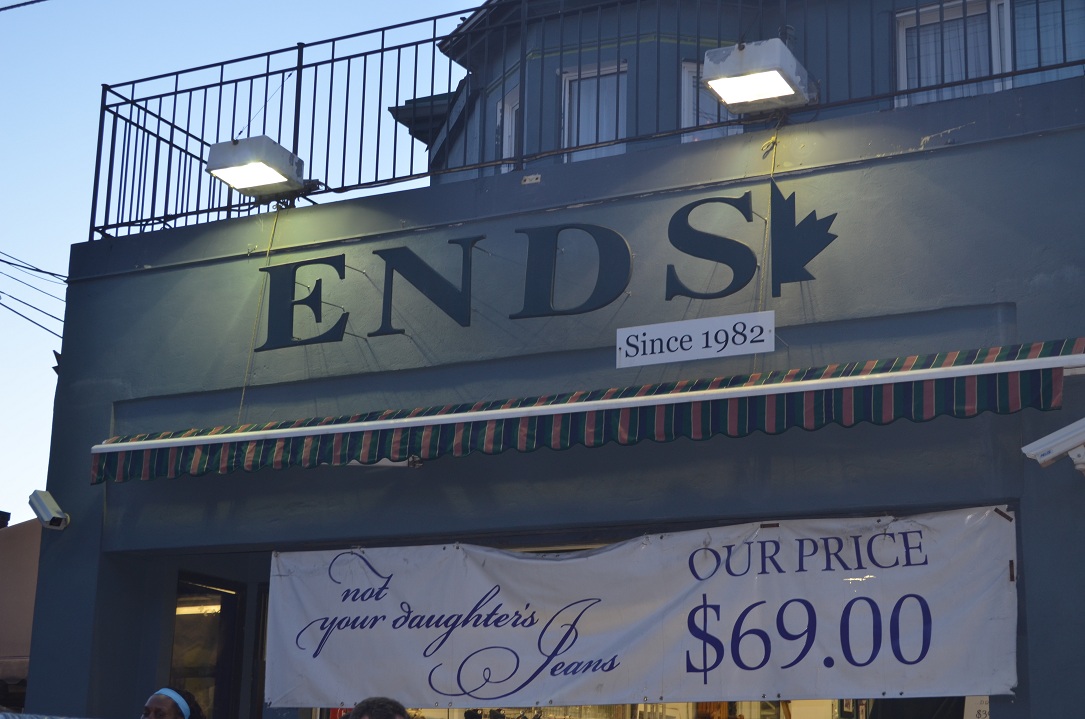 ENDS
Since 1982
not
your daughter's
Jeans
OUR PRICE
$69.00